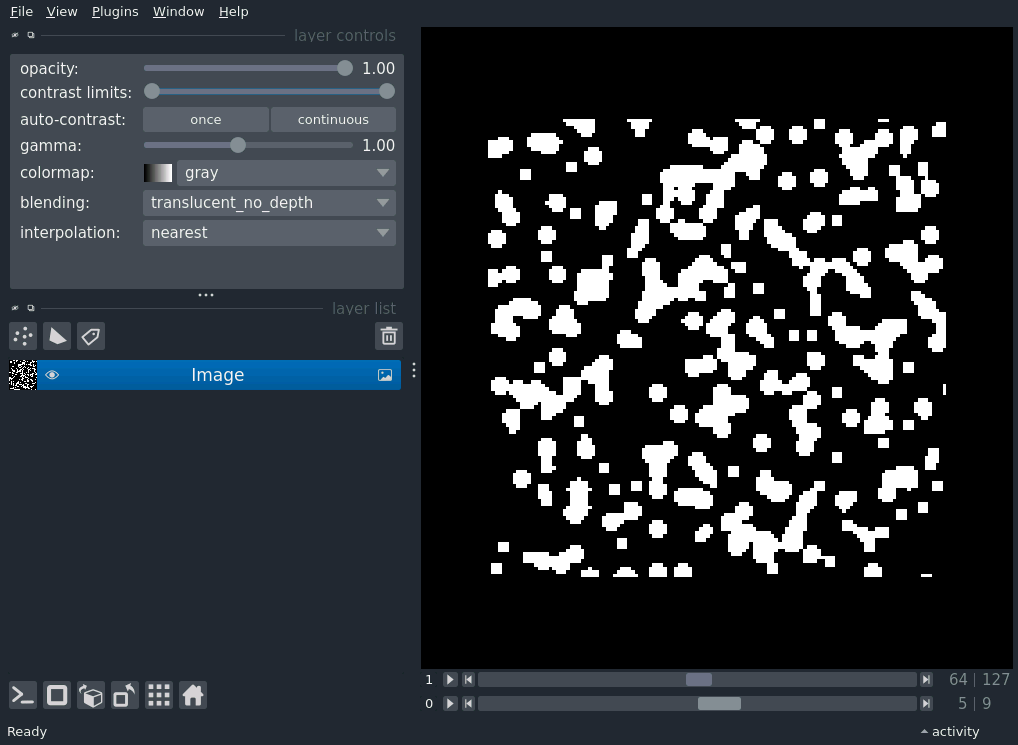 File View Plugins Window Help
layer controls
opacity: 1.00
contrast limits:
auto-contrast: once continuous
gamma: 1.00
colormap: gray
blending: translucent_no_depth
interpolation: nearest
layer list
Image
1 64 | 127
0 5 | 9
Ready activity